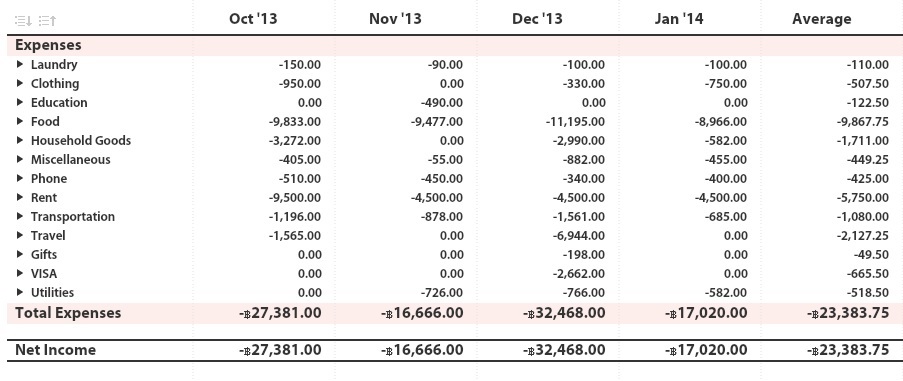 Oct '13 Nov '13 Dec '13 Jan '14 Average
Expenses
Laundry -150.00 -90.00 -100.00 -100.00 -110.00
Clothing -950.00 0.00 -330.00 -750.00 -507.50
Education 0.00 -490.00 0.00 0.00 -122.50
Food -9,833.00 -9,477.00 -11,195.00 -8,966.00 -9,867.75
Household Goods -3,272.00 0.00 -2,990.00 -582.00 -1,711.00
Miscellaneous -405.00 -55.00 -882.00 -455.00 -449.25
Phone -510.00 -450.00 -340.00 -400.00 -425.00
Rent -9,500.00 -4,500.00 -4,500.00 -4,500.00 -5,750.00
Transportation -1,196.00 -878.00 -1,561.00 -685.00 -1,080.00
Travel -1,565.00 0.00 -6,944.00 0.00 -2,127.25
Gifts 0.00 0.00 -198.00 0.00 -49.50
VISA 0.00 0.00 -2,662.00 0.00 -665.50
Utilities 0.00 -726.00 -766.00 -582.00 -518.50
Total Expenses -฿27,381.00 -฿16,666.00 -฿32,468.00 -฿17,020.00 -฿23,383.75
Net Income -฿27,381.00 -฿16,666.00 -฿32,468.00 -฿17,020.00 -฿23,383.75